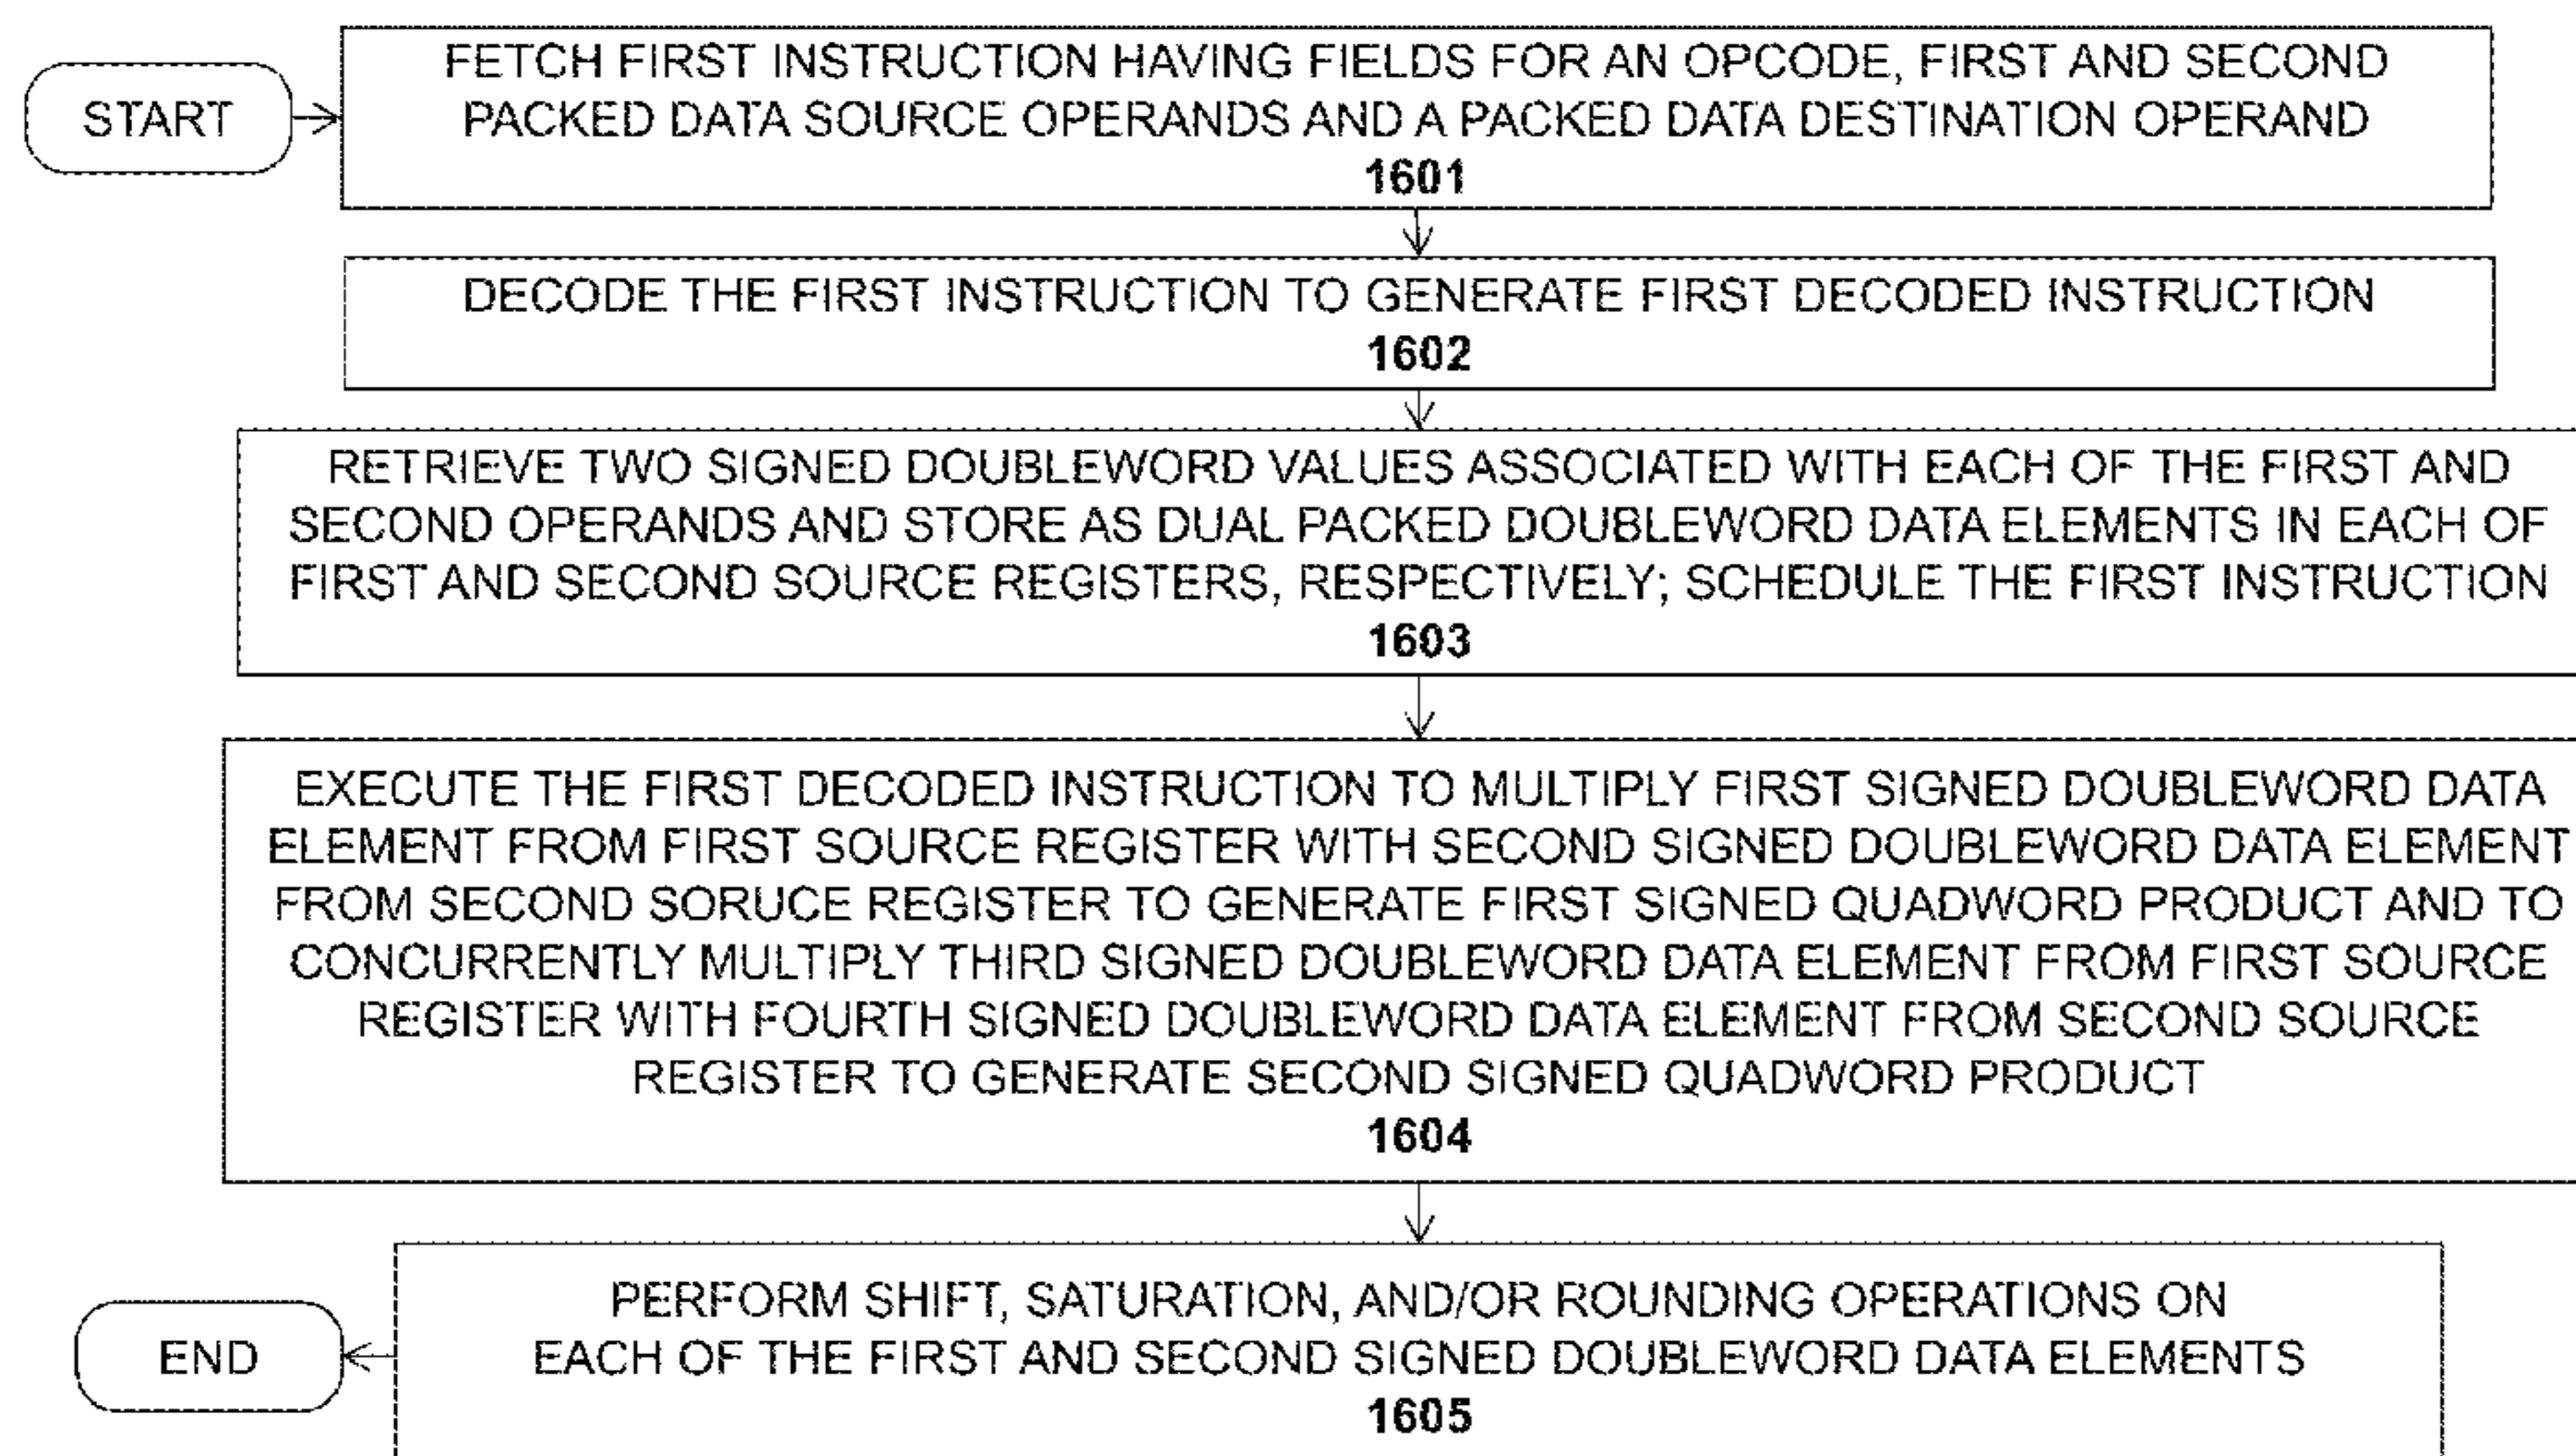 START
FETCH FIRST INSTRUCTION HAVING FIELDS FOR AN OPCODE, FIRST AND SECOND
PACKED DATA SOURCE OPERANDS AND A PACKED DATA DESTINATION OPERAND
1601
DECODE THE FIRST INSTRUCTION TO GENERATE FIRST DECODED INSTRUCTION
1602
RETRIEVE TWO SIGNED DOUBLEWORD VALUES ASSOCIATED WITH EACH OF THE FIRST AND
SECOND OPERANDS AND STORE AS DUAL PACKED DOUBLEWORD DATA ELEMENTS IN EACH OF
FIRST AND SECOND SOURCE REGISTERS, RESPECTIVELY; SCHEDULE THE FIRST INSTRUCTION
1603
EXECUTE THE FIRST DECODED INSTRUCTION TO MULTIPLY FIRST SIGNED DOUBLEWORD DATA
ELEMENT FROM FIRST SOURCE REGISTER WITH SECOND SIGNED DOUBLEWORD DATA ELEMENT
FROM SECOND SORUCE REGISTER TO GENERATE FIRST SIGNED QUADWORD PRODUCT AND TO
CONCURRENTLY MULTIPLY THIRD SIGNED DOUBLEWORD DATA ELEMENT FROM FIRST SOURCE
REGISTER WITH FOURTH SIGNED DOUBLEWORD DATA ELEMENT FROM SECOND SOURCE
REGISTER TO GENERATE SECOND SIGNED QUADWORD PRODUCT
1604
PERFORM SHIFT, SATURATION, AND/OR ROUNDING OPERATIONS ON
EACH OF THE FIRST AND SECOND SIGNED DOUBLEWORD DATA ELEMENTS
1605
END